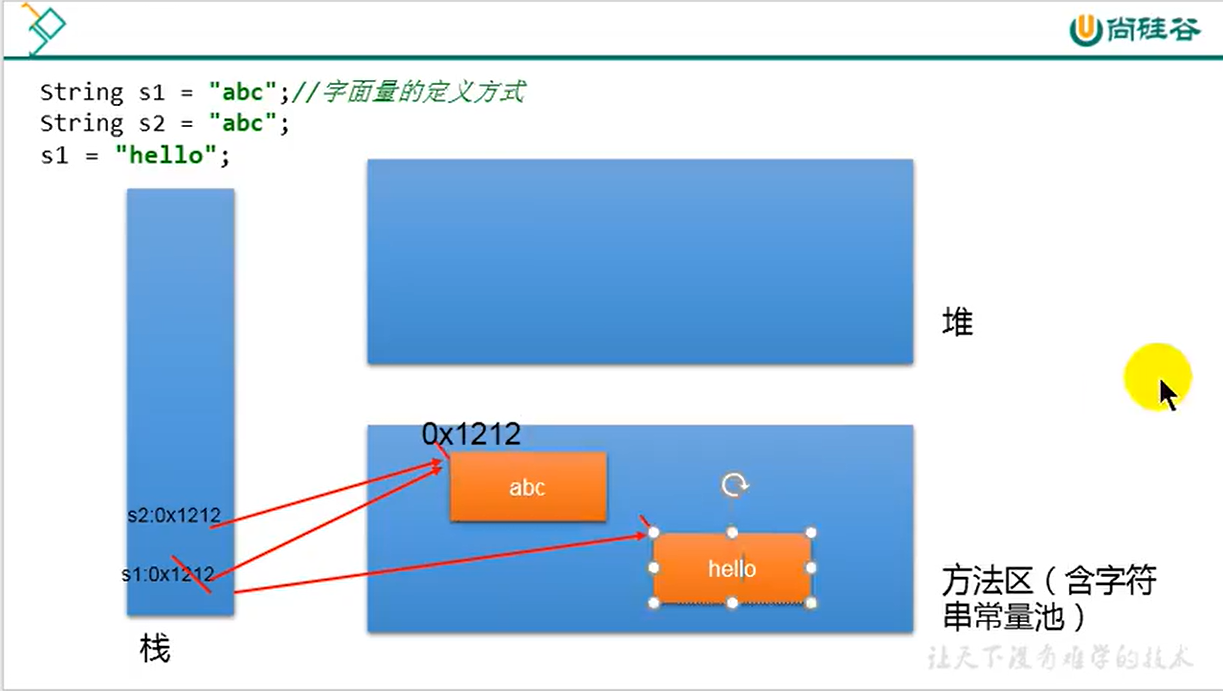 尚硅谷
String s1 = "abc";//字面量的定义方式
String s2 = "abc";
s1 = "hello";
堆
0x1212
abc
s2:0x1212
hello
s1:0x1212
方法区（含字符
串常量池）
栈
让天下没有难学的技术